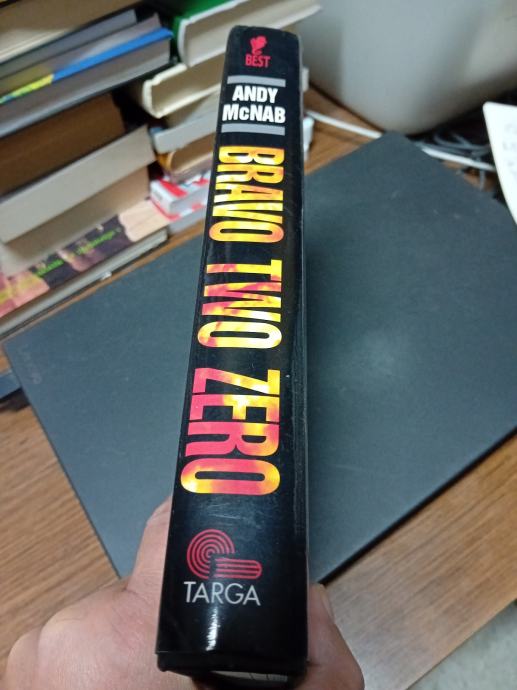 BEST
ANDY
McNAB
BRAVO TWO ZERO
TARGA